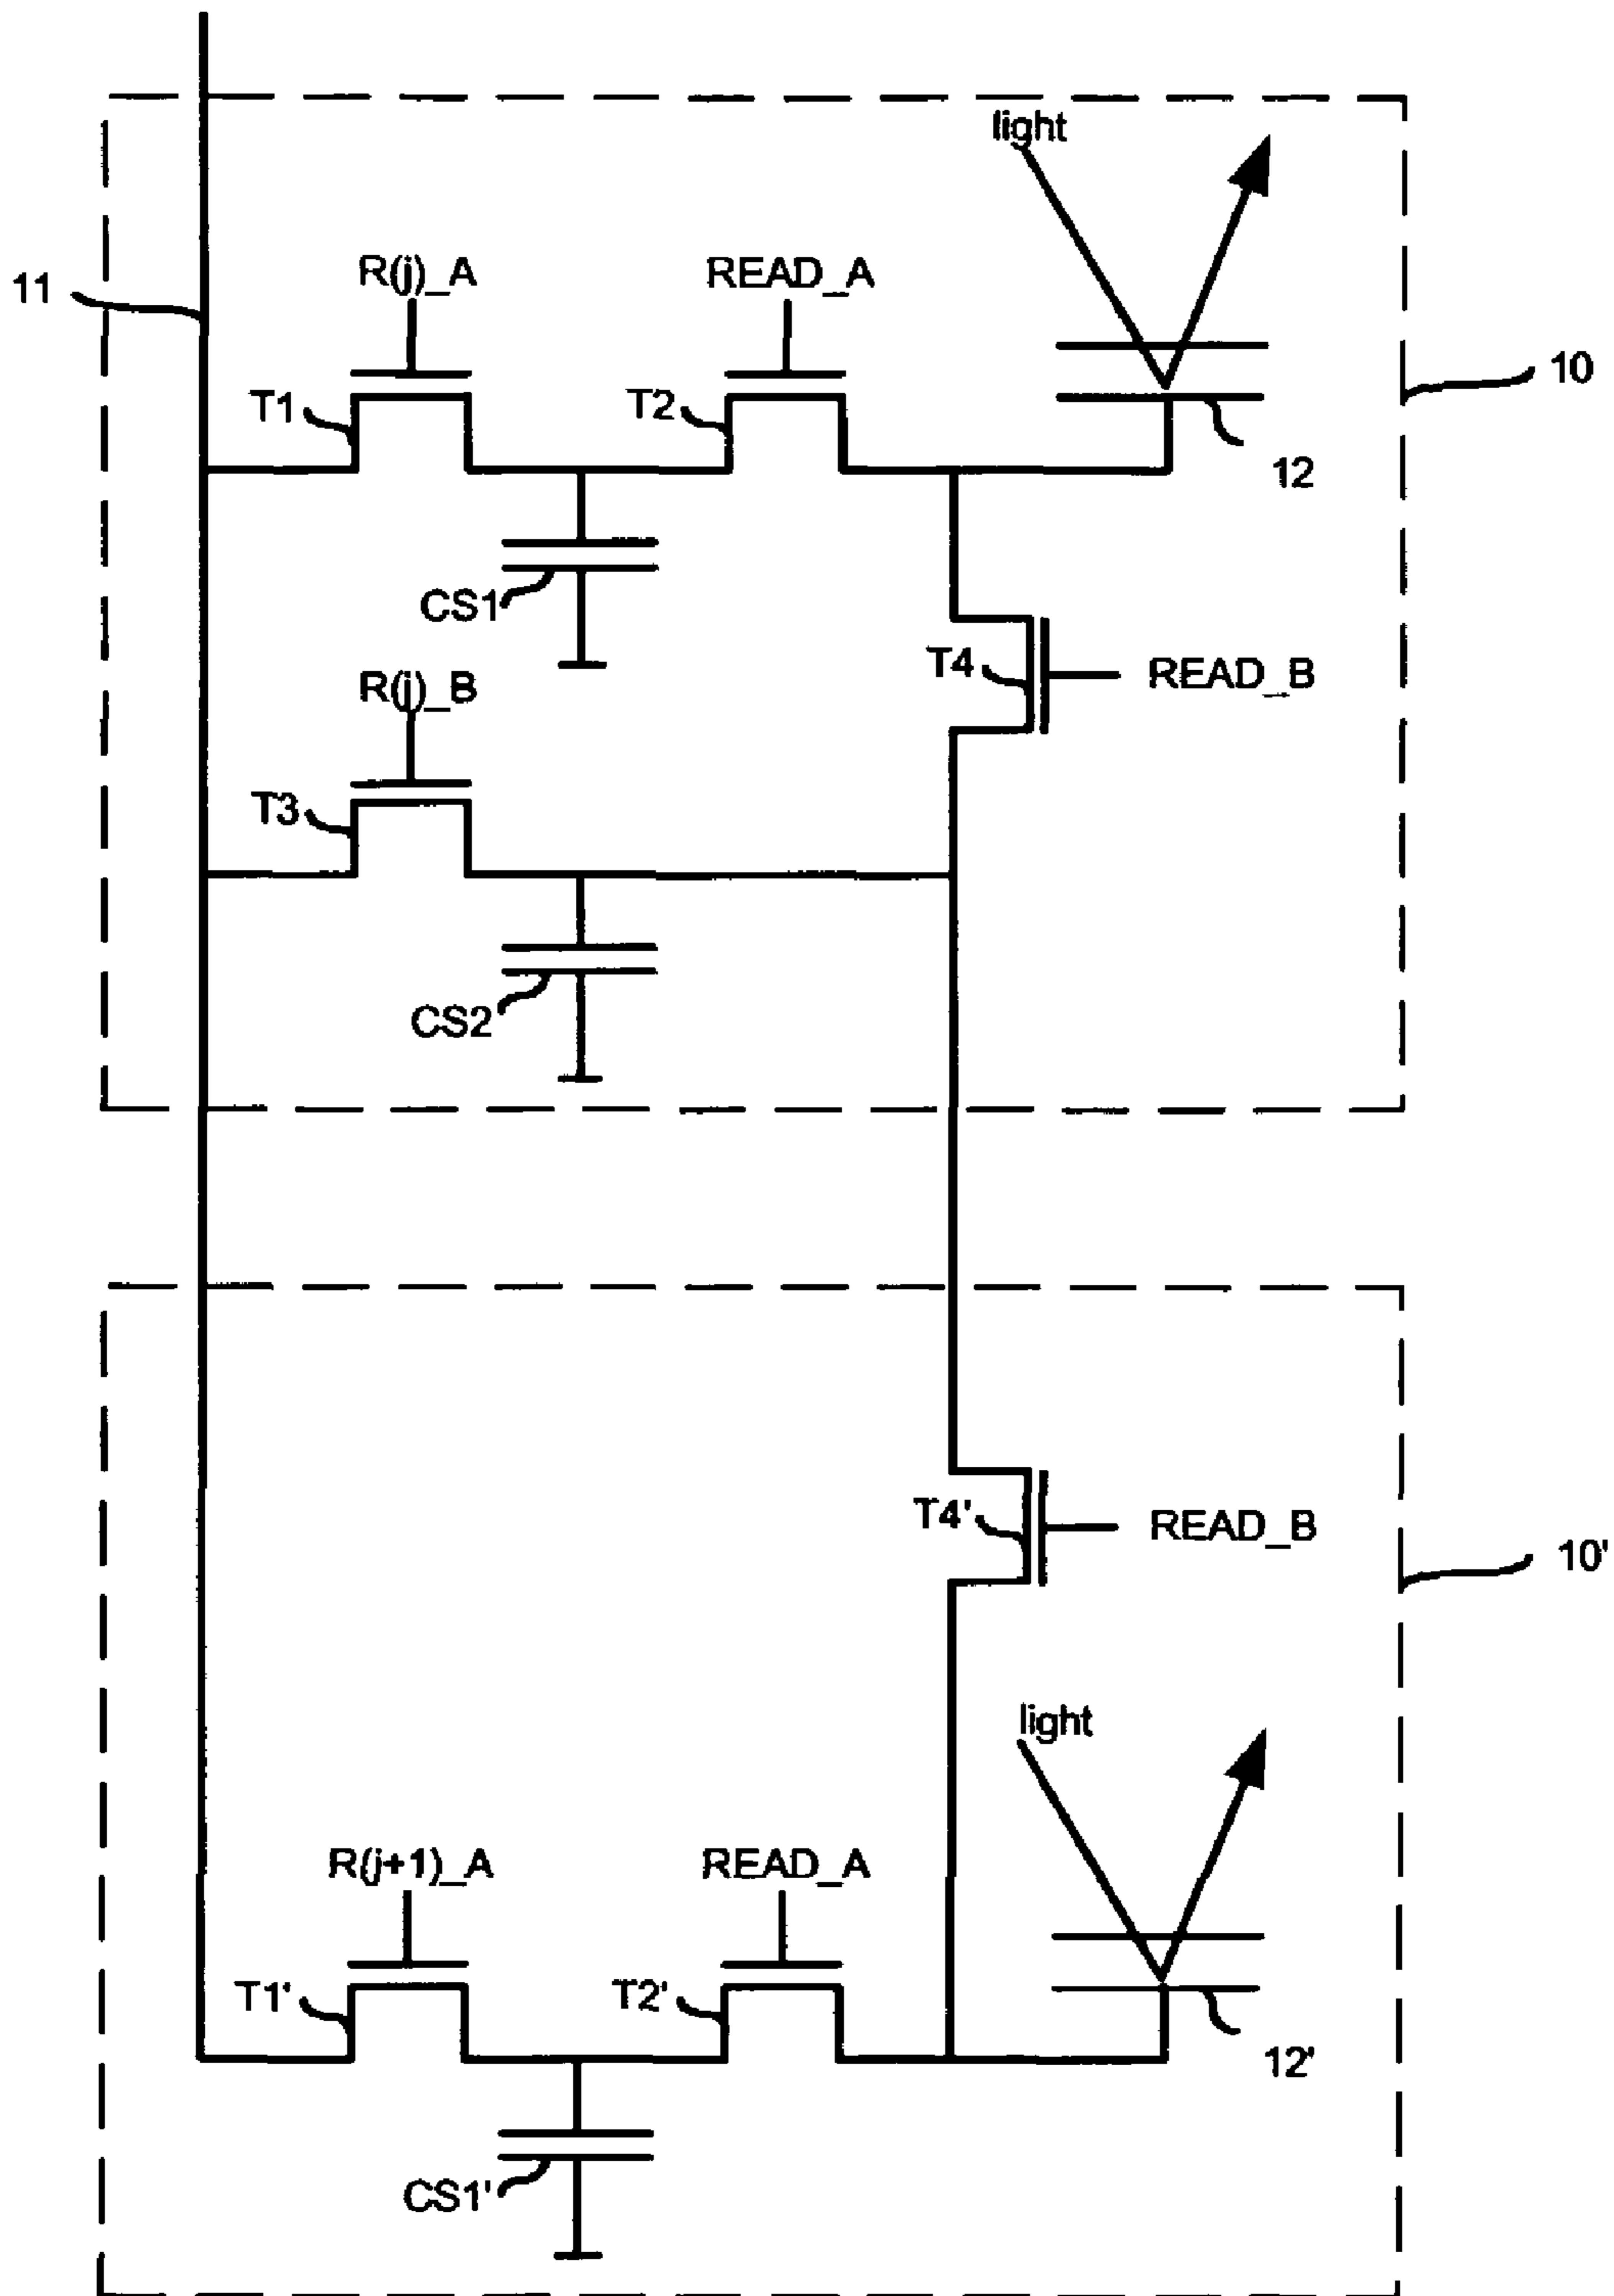 light
R(j)_A
READ_A
11
10
T1
T2
12
CS1
T4
READ_B
R(j)_B
T3
CS2
T4'
READ_B
10'
light
R(j+1)_A
READ_A
T1'
T2'
12'
CS1'